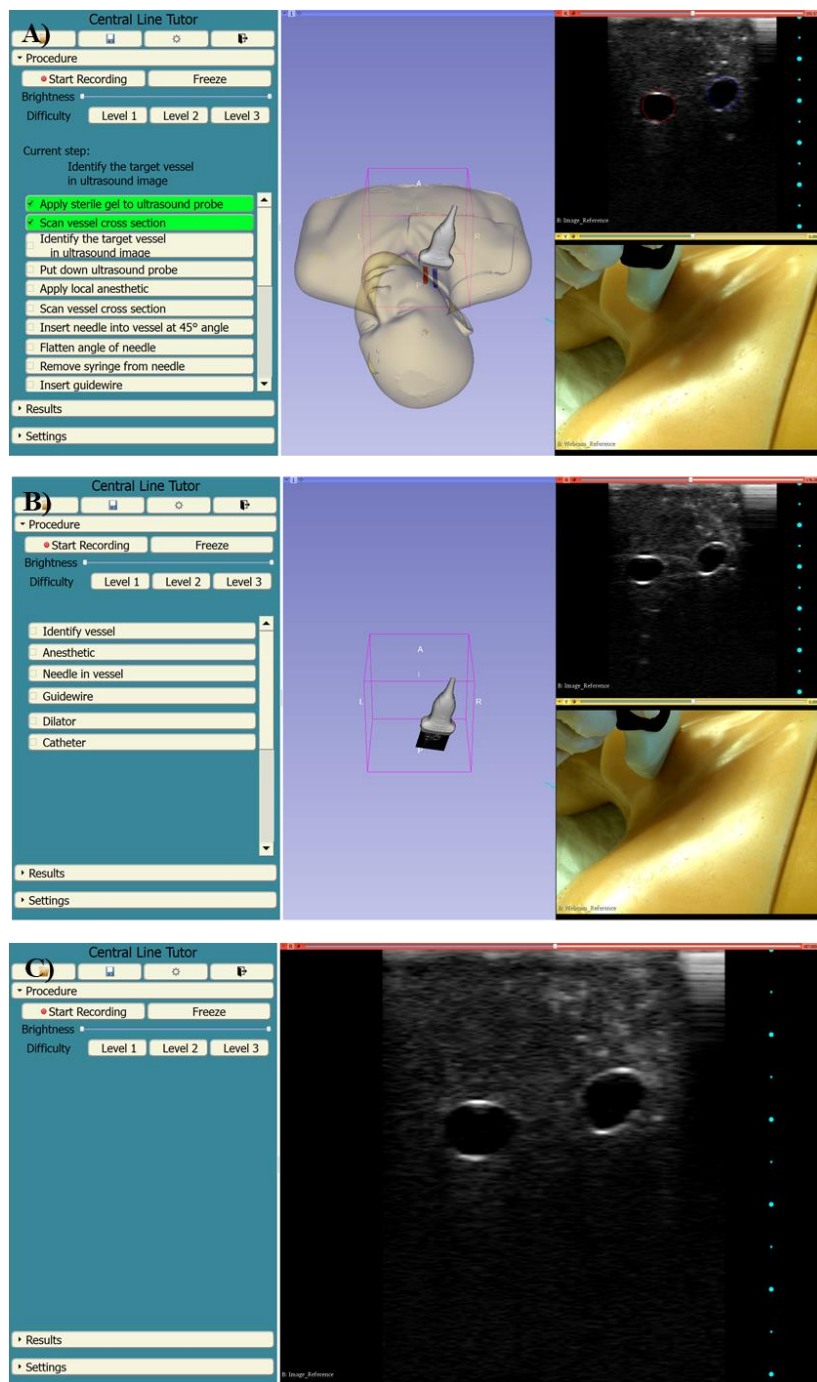 A)
Central Line Tutor
Procedure
Start Recording Freeze
Brightness
Difficulty Level 1 Level 2 Level 3
Current step:
Identify the target vessel
in ultrasound image
Apply sterile gel to ultrasound probe
Scan vessel cross section
Identify the target vessel
in ultrasound image
Put down ultrasound probe
Apply local anesthetic
Scan vessel cross section
Insert needle into vessel at 45° angle
Flatten angle of needle
Remove syringe from needle
Insert guidewire
Results
Settings
A
L R
P
B: Image_Reference
B: Webcam_Reference
B)
Central Line Tutor
Procedure
Start Recording Freeze
Brightness
Difficulty Level 1 Level 2 Level 3
Identify vessel
Anesthetic
Needle in vessel
Guidewire
Dilator
Catheter
Results
Settings
A
I
L R
P
B: Image_Reference
B: Webcam_Reference
C)
Central Line Tutor
Procedure
Start Recording Freeze
Brightness
Difficulty Level 1 Level 2 Level 3
Results
Settings
B: Image_Reference